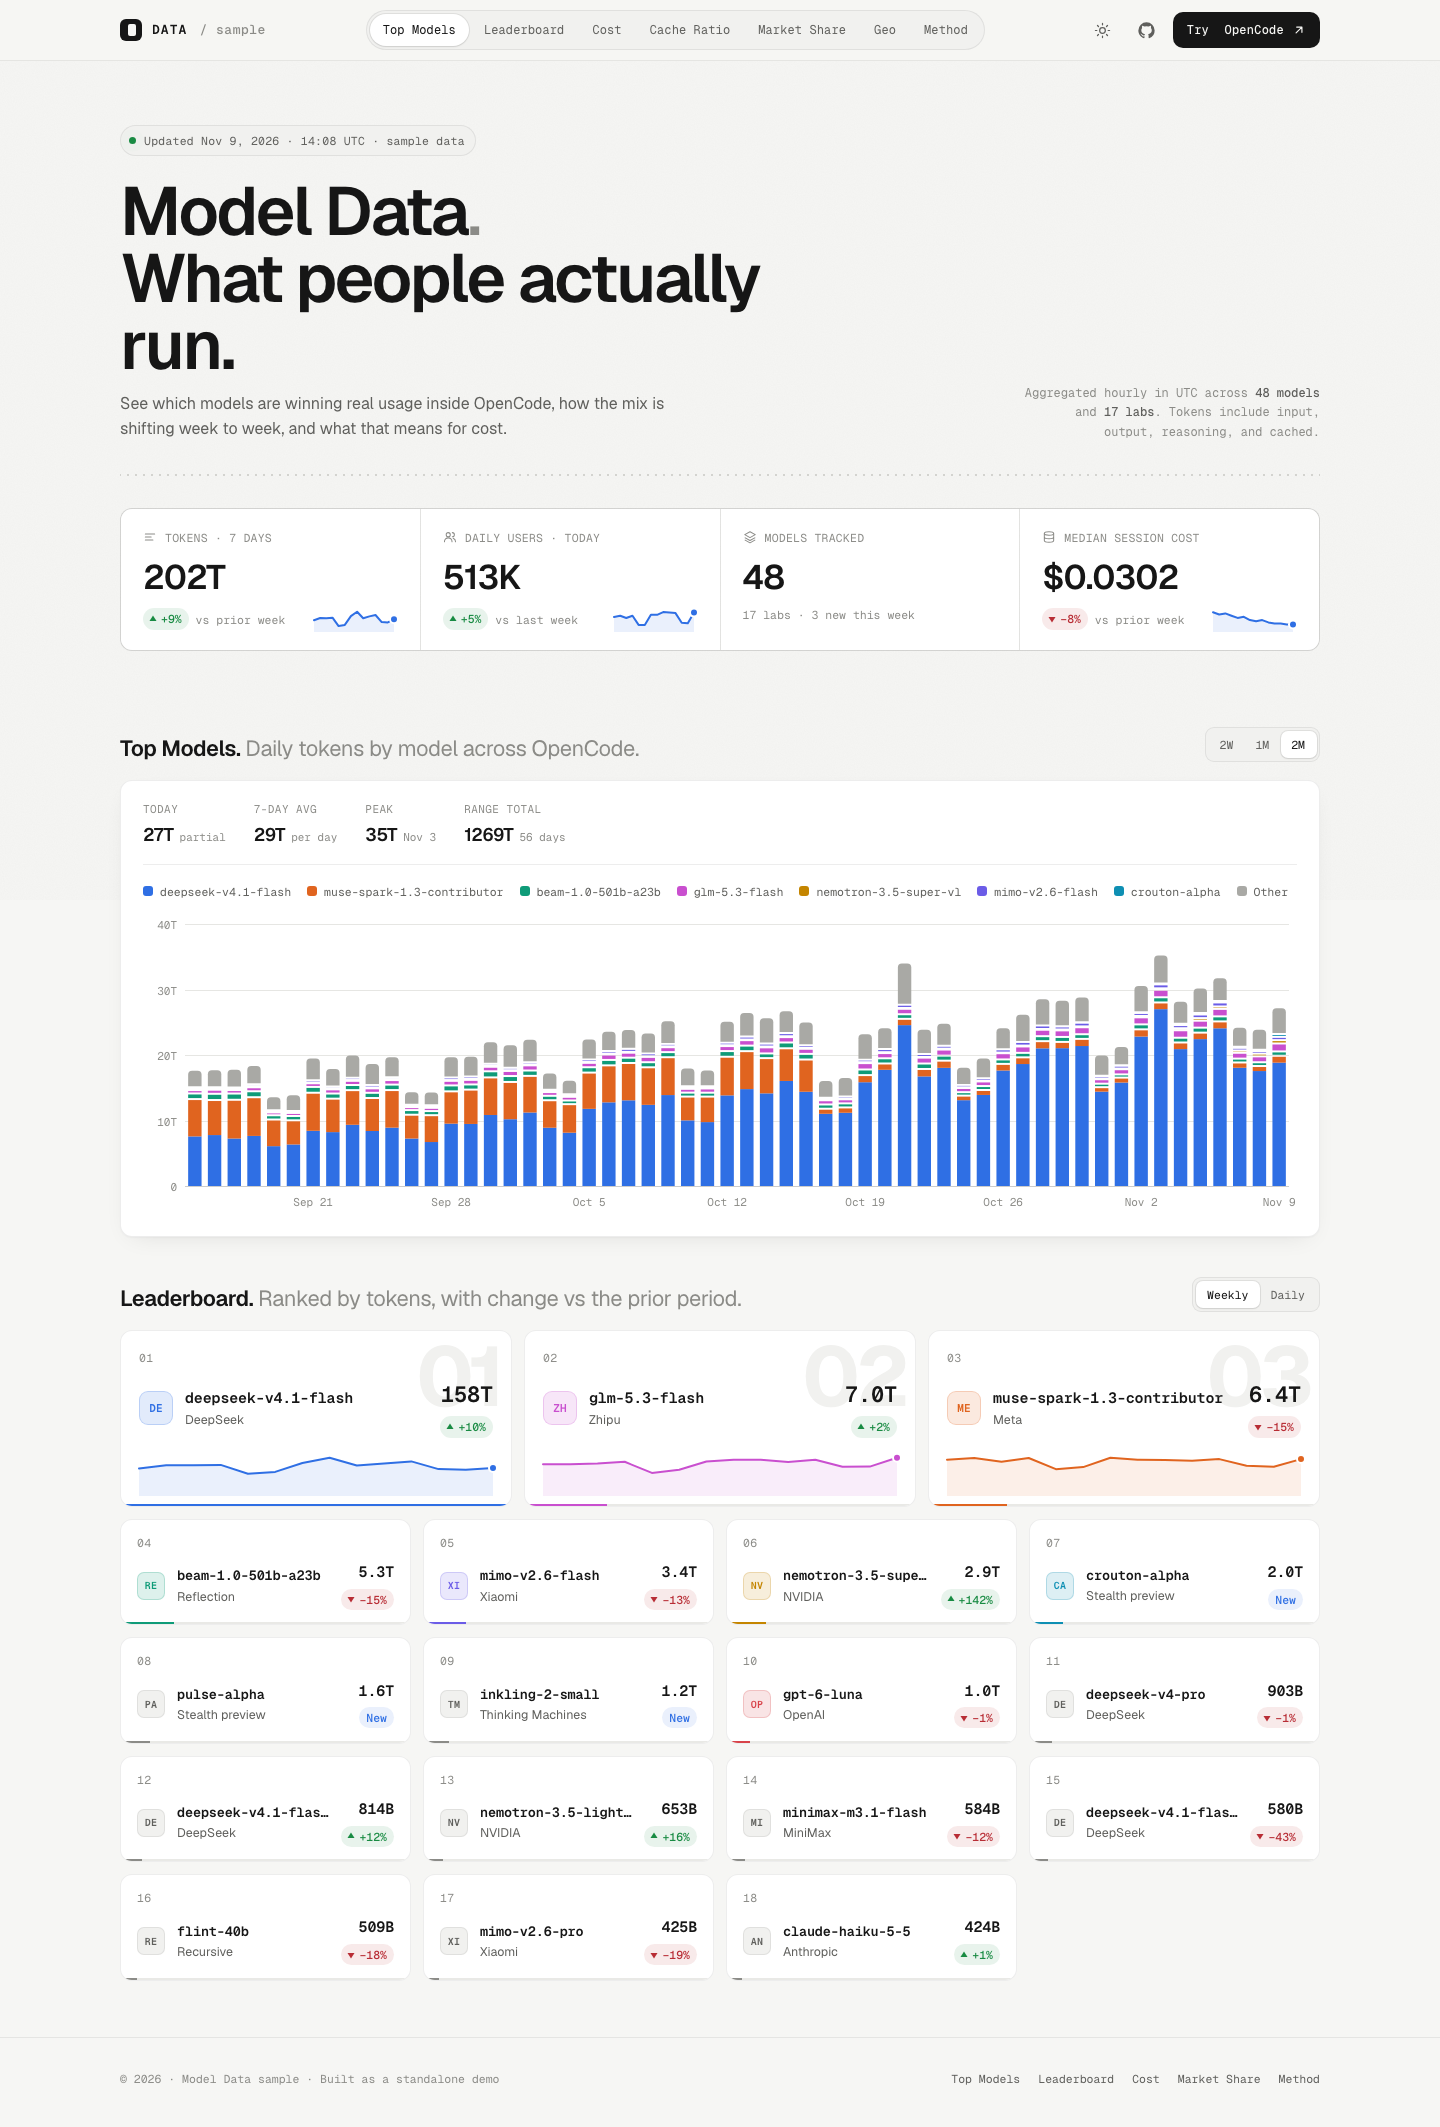 DATA / sample
Top Models Leaderboard Cost Cache Ratio Market Share Geo Method
Try OpenCode
Updated Nov 9, 2026 · 14:08 UTC · sample data
Model Data.
What people actually
run.
See which models are winning real usage inside OpenCode, how the mix is
shifting week to week, and what that means for cost.
Aggregated hourly in UTC across 48 models
and 17 labs. Tokens include input,
output, reasoning, and cached.
TOKENS · 7 DAYS
202T
+9% vs prior week
DAILY USERS · TODAY
513K
+5% vs last week
MODELS TRACKED
48
17 labs · 3 new this week
MEDIAN SESSION COST
$0.0302
-8% vs prior week
Top Models. Daily tokens by model across OpenCode.
2W 1M 2M
TODAY
27T partial
7-DAY AVG
29T per day
PEAK
35T Nov 3
RANGE TOTAL
1269T 56 days
deepseek-v4.1-flash muse-spark-1.3-contributor beam-1.0-501b-a23b glm-5.3-flash nemotron-3.5-super-vl mimo-v2.6-flash crouton-alpha Other
40T
30T
20T
10T
0
Sep 21 Sep 28 Oct 5 Oct 12 Oct 19 Oct 26 Nov 2 Nov 9
Leaderboard. Ranked by tokens, with change vs the prior period.
Weekly Daily
01
01
DE
deepseek-v4.1-flash
DeepSeek
158T
+10%
02
02
ZH
glm-5.3-flash
Zhipu
7.0T
+2%
03
03
ME
muse-spark-1.3-contributor
Meta
6.3T
-15%
04
RE
beam-1.0-501b-a23b
Reflection
5.3T
-15%
05
XI
mimo-v2.6-flash
Xiaomi
3.4T
-13%
06
NV
nemotron-3.5-supe…
NVIDIA
2.9T
+142%
07
CA
crouton-alpha
Stealth preview
2.0T
New
08
PA
pulse-alpha
Stealth preview
1.6T
New
09
TM
inkling-2-small
Thinking Machines
1.2T
New
10
OP
gpt-6-luna
OpenAI
1.0T
-1%
11
DE
deepseek-v4-pro
DeepSeek
903B
-1%
12
DE
deepseek-v4.1-flas…
DeepSeek
814B
+12%
13
NV
nemotron-3.5-light…
NVIDIA
653B
+16%
14
MI
minimax-m3.1-flash
MiniMax
584B
-12%
15
DE
deepseek-v4.1-flas…
DeepSeek
580B
-43%
16
RE
flint-40b
Recursive
509B
-18%
17
XI
mimo-v2.6-pro
Xiaomi
425B
-19%
18
AN
claude-haiku-5-5
Anthropic
424B
+1%
© 2026 · Model Data sample · Built as a standalone demo
Top Models Leaderboard Cost Market Share Method